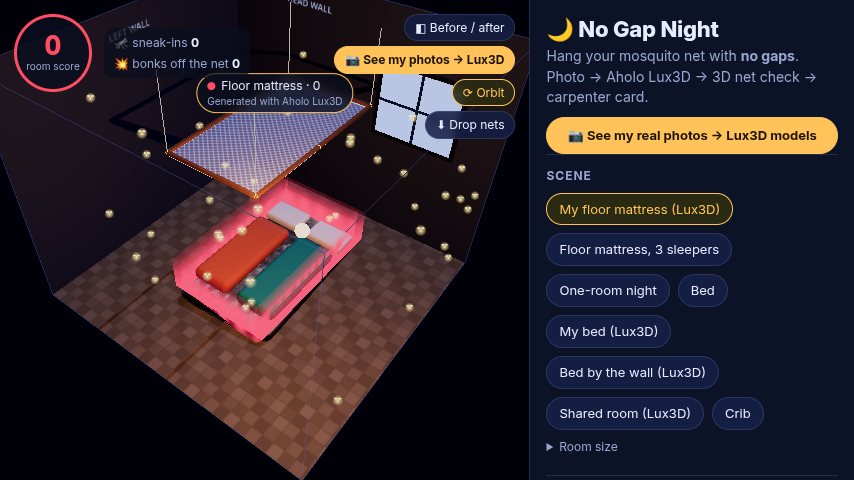 LEFT WALL
HEAD WALL
0
room score
🦟 sneak-ins 0
💥 bonks off the net 0
Floor mattress · 0
Generated with Aholo Lux3D
◧ Before / after
📷 See my photos → Lux3D
⟳ Orbit
⬇ Drop nets
🌙 No Gap Night
Hang your mosquito net with no gaps.
Photo → Aholo Lux3D → 3D net check →
carpenter card.
📷 See my real photos → Lux3D models
SCENE
My floor mattress (Lux3D)
Floor mattress, 3 sleepers
One-room night
Bed
My bed (Lux3D)
Bed by the wall (Lux3D)
Shared room (Lux3D)
Crib
▶ Room size